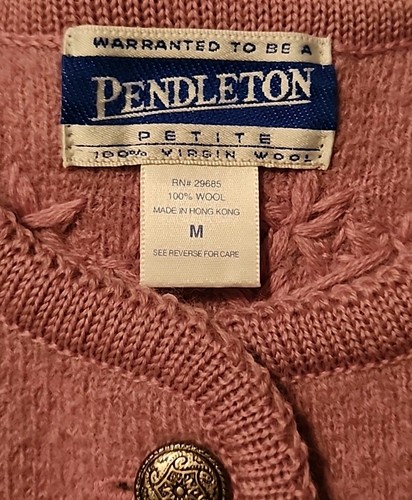 WARRANTED TO BE A
PENDLETON
PETITE
100% VIRGIN WOOL
RN# 29685
100% WOOL
MADE IN HONG KONG
M
SEE REVERSE FOR CARE